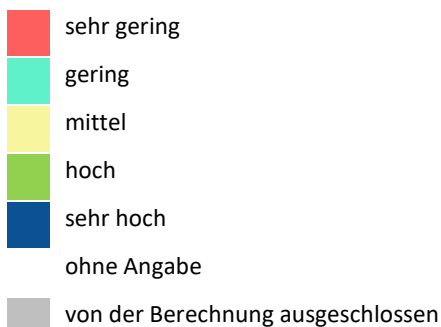 sehr gering
gering
mittel
hoch
sehr hoch
ohne Angabe
von der Berechnung ausgeschlossen